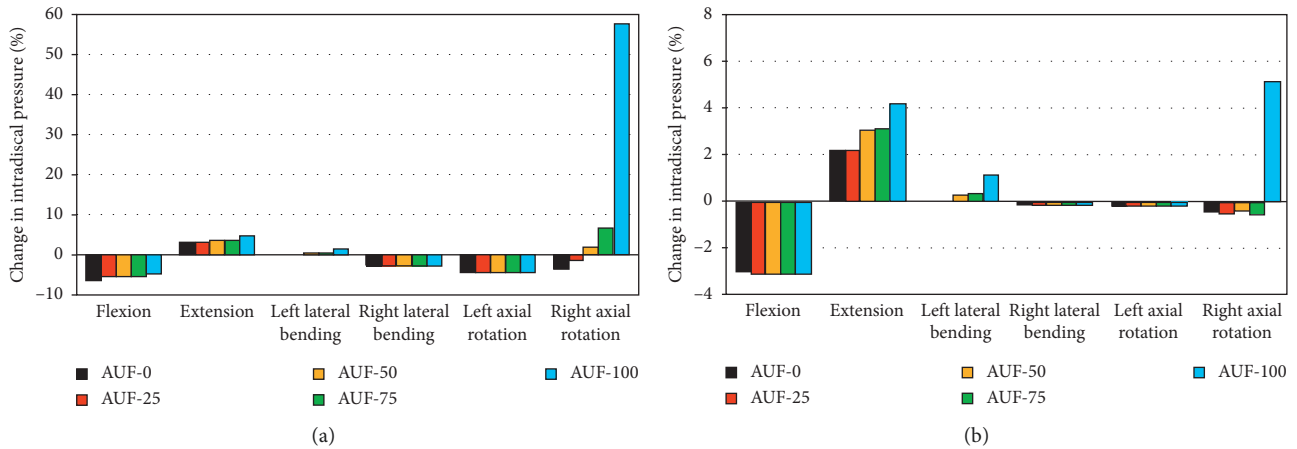 Change in intradiscal pressure (%)
60
50
40
30
20
10
0
–10
Flexion
Extension
Left lateral
bending
Right lateral
bending
Left axial
rotation
Right axial
rotation
AUF-0
AUF-25
AUF-50
AUF-75
AUF-100
(a)
Change in intradiscal pressure (%)
8
6
4
2
0
–2
–4
Flexion
Extension
Left lateral
bending
Right lateral
bending
Left axial
rotation
Right axial
rotation
AUF-0
AUF-25
AUF-50
AUF-75
AUF-100
(b)